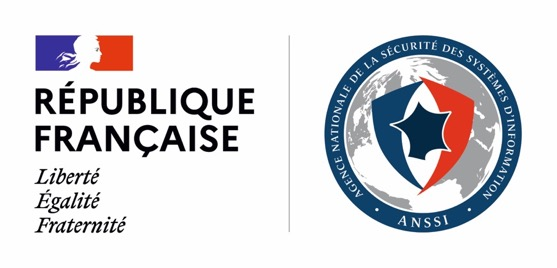 RÉPUBLIQUE
FRANÇAISE
Liberté
Égalité
Fraternité
AGENCE NATIONALE DE LA SÉCURITÉ DES SYSTÈMES D'INFORMATION
• ANSSI •